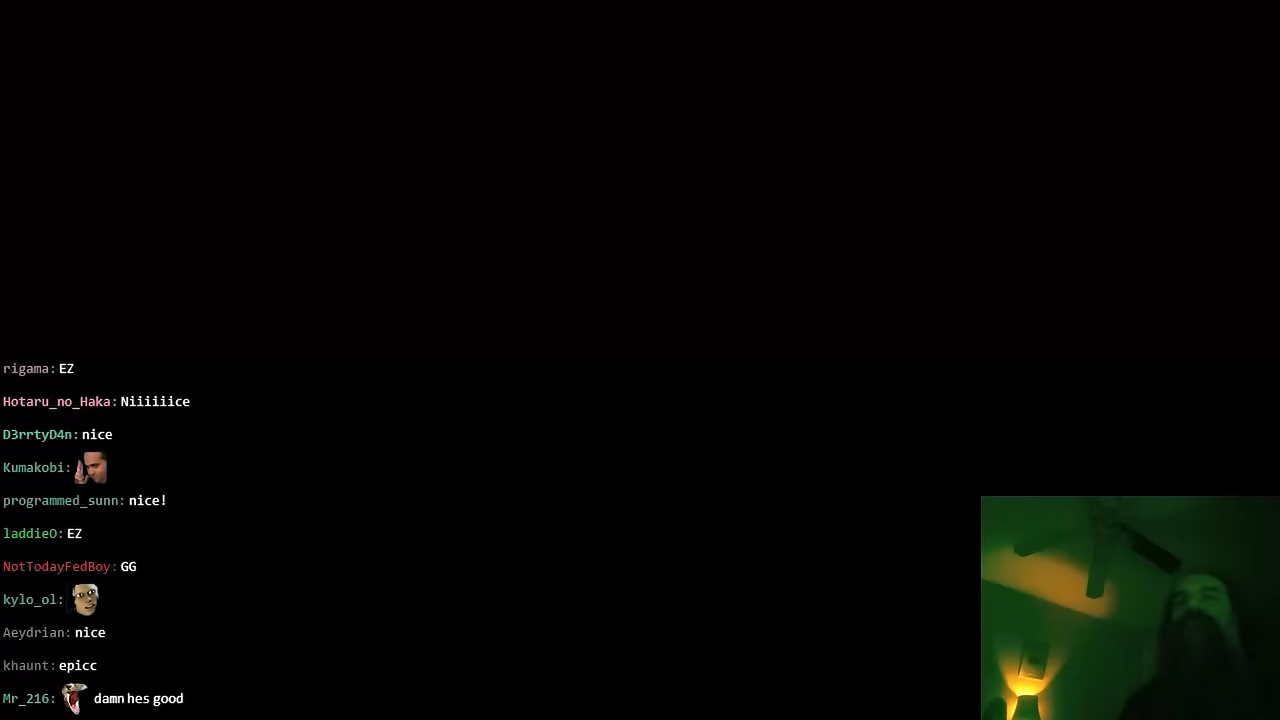 rigama: EZ
Hotaru_no_Haka: Niiiiiice
D3rrtyD4n: nice
Kumakobi:
programmed_sunn: nice!
laddieO: EZ
NotTodayFedBoy: GG
kylo_ol:
Aeydrian: nice
khaunt: epicc
Mr_216: damn hes good